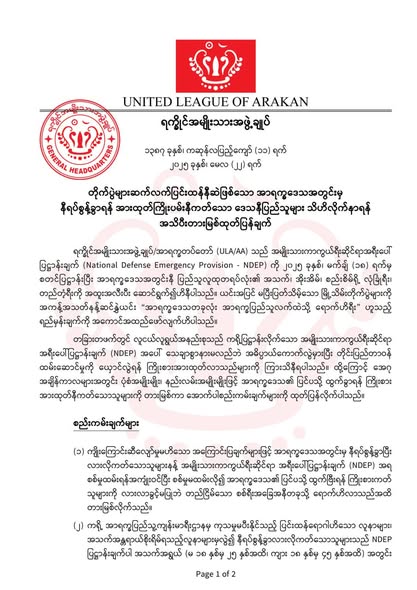 UNITED LEAGUE OF ARAKAN
ရက္ခိုင်အမျိုးသားအဖွဲ့ချုပ်
GENERAL HEADQUARTERS
၁၃၈၇ ခုနှစ်၊ ကဆုန်လပြည့်ကျော် (၁၁) ရက်
၂၀၂၅ ခုနှစ်၊ မေလ (၂၂) ရက်
တိုက်ပွဲများဆက်လက်ပြင်းထန်နီဆဲဖြစ်သော အာရက္ခဒေသအတွင်းမှ
နီရပ်စွန့်ခွာရန် အားထုတ်ကြိုးပမ်းနီကတ်သော ဒေသနီပြည်သူများ သိဟိလိုက်နာရန်
အသိပီးတားမြစ်ထုတ်ပြန်ချက်
ရက္ခိုင်အမျိုးသားအဖွဲ့ချုပ်/အာရက္ခတပ်တော် (ULA/AA) သည် အမျိုးသားကာကွယ်ရီးဆိုင်ရာအရီးပေါ်
ပြဋ္ဌာန်းချက် (National Defense Emergency Provision - NDEP) ကို ၂၀၂၅ ခုနှစ်၊ မတ်ချ် (၁၈) ရက်မှ
စတင်ပြဋ္ဌာန်းပြီး အာရက္ခဒေသအတွင်းနီ ပြည်သူလူထုတရပ်လုံး၏ အသက်၊ အိုးအိမ်၊ စည်းစိမ်ရို့ လုံခြုံရီး၊
တည်တံ့ရီးကို အထူးအလီးပီး ဆောင်ရွက်၍ဟိနီပါသည်။ ယင်းအပြင် မပြီးပြတ်သိမ့်သော မြို့သိမ်းတိုက်ပွဲများကို
အကန့်အသတ်နန့်ဆင်နွှဲယင်း "အာရက္ခဒေသတခုလုံး အာရက္ခပြည်သူ့လက်ထဲသို့ ရောက်ဟိရီး" ဟူသည့်
ရည်မှန်းချက်ကို အကောင်အထည်ဖော်လျက်ဟိပါသည်။
တခြားတဖက်တွင် လူငယ်လူရွယ်အနည်းစုသည် ကရို့ပြဋ္ဌာန်းလိုက်သော အမျိုးသားကာကွယ်ရီးဆိုင်ရာ
အရီးပေါ်ပြဋ္ဌာန်းချက် (NDEP) အပေါ် သေချာစွာနားမလည်ဘဲ အဓိပ္ပာယ်ကောက်လွဲမှားပြီး တိုင်းပြည်တာဝန်
ထမ်းဆောင်မှုကို ယှောင်လွှဲရန် ကြိုးစားအားထုတ်လာသည်များကို ကြားသိနီရပါသည်။ ထို့ကြောင့် အေဂု
အချိန်ကာလများအတွင်း ပုံစံအမျိုးမျိုး၊ နည်းလမ်းအမျိုးမျိုးဖြင့် အာရက္ခဒေသ၏ ပြင်ပသို့ ထွက်ခွာရန် ကြိုးစား
အားထုတ်နီကတ်သောသူများကို တားမြစ်ကာ အောက်ပါစည်းကမ်းချက်များကို ထုတ်ပြန်လိုက်ပါသည်။
စည်းကမ်းချက်များ
(၁) ကျိုးကြောင်းဆီလျော်မှုမဟိသော အကြောင်းပြချက်များဖြင့် အာရက္ခဒေသအတွင်းမှ နီရပ်စွန့်ခွာပြီး
လားလိုကတ်သောသူများနန့် အမျိုးသားကာကွယ်ရီးဆိုင်ရာ အရီးပေါ်ပြဋ္ဌာန်းချက် (NDEP) အရ
စစ်မှုထမ်းရန်အကျုံးဝင်ပြီး စစ်မှုမထမ်းလို၍ အာရက္ခဒေသ၏ ပြင်ပသို့ ထွက်ပြီးရန် ကြိုးစားကတ်
သူများကို လားလာခွင့်မပြုဘဲ တည်ငြိမ်သော စစ်ရီးအခြေအနီတခုသို့ ရောက်ဟိလာသည်အထိ
တားမြစ်လိုက်သည်။
(၂) ကရို့ အာရက္ခပြည်သူ့ကျန်းမာရီးဌာနမှ ကုသမှုမပီးနိုင်သည့် ပြင်းထန်ရောဂါဟိသော လူနာများ၊
အသက်အန္တရာယ်စိုးရိမ်ရသည့်လူနာများမှလွဲ၍ နီရပ်စွန့်ခွာလားလိုကတ်သောသူများသည် NDEP
ပြဋ္ဌာန်းချက်ပါ အသက်အရွယ် (မ ၁၈ နှစ်မှ ၂၅ နှစ်အထိ၊ ကျား ၁၈ နှစ်မှ ၄၅ နှစ်အထိ) အတွင်း
Page 1 of 2